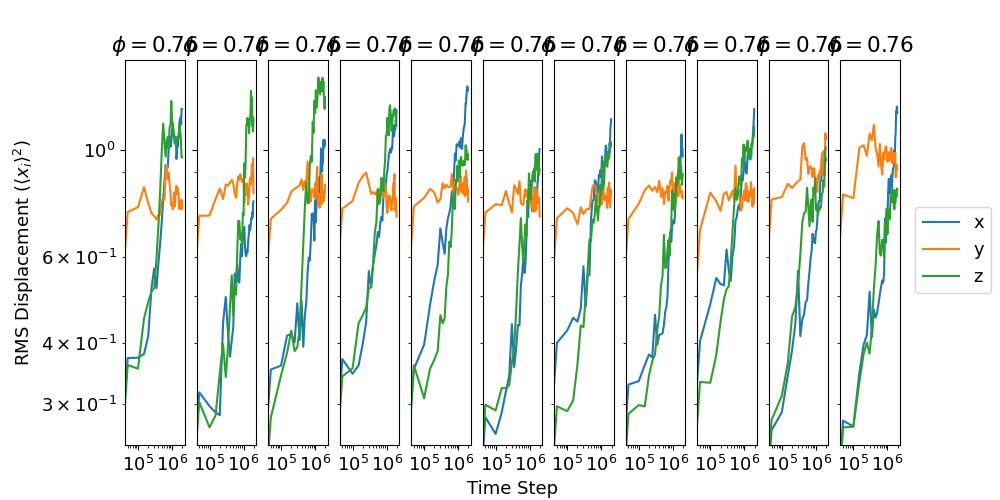 ϕ = 0.76 ϕ = 0.76 ϕ = 0.76 ϕ = 0.76 ϕ = 0.76 ϕ = 0.76 ϕ = 0.76 ϕ = 0.76 ϕ = 0.76 ϕ = 0.76 ϕ = 0.76
RMS Displacement (⟨x_i⟩²)
10⁰
6 × 10⁻¹
4 × 10⁻¹
3 × 10⁻¹
x
y
z
10⁵ 10⁶ 10⁵ 10⁶ 10⁵ 10⁶ 10⁵ 10⁶ 10⁵ 10⁶ 10⁵ 10⁶ 10⁵ 10⁶ 10⁵ 10⁶ 10⁵ 10⁶ 10⁵ 10⁶ 10⁵ 10⁶
Time Step